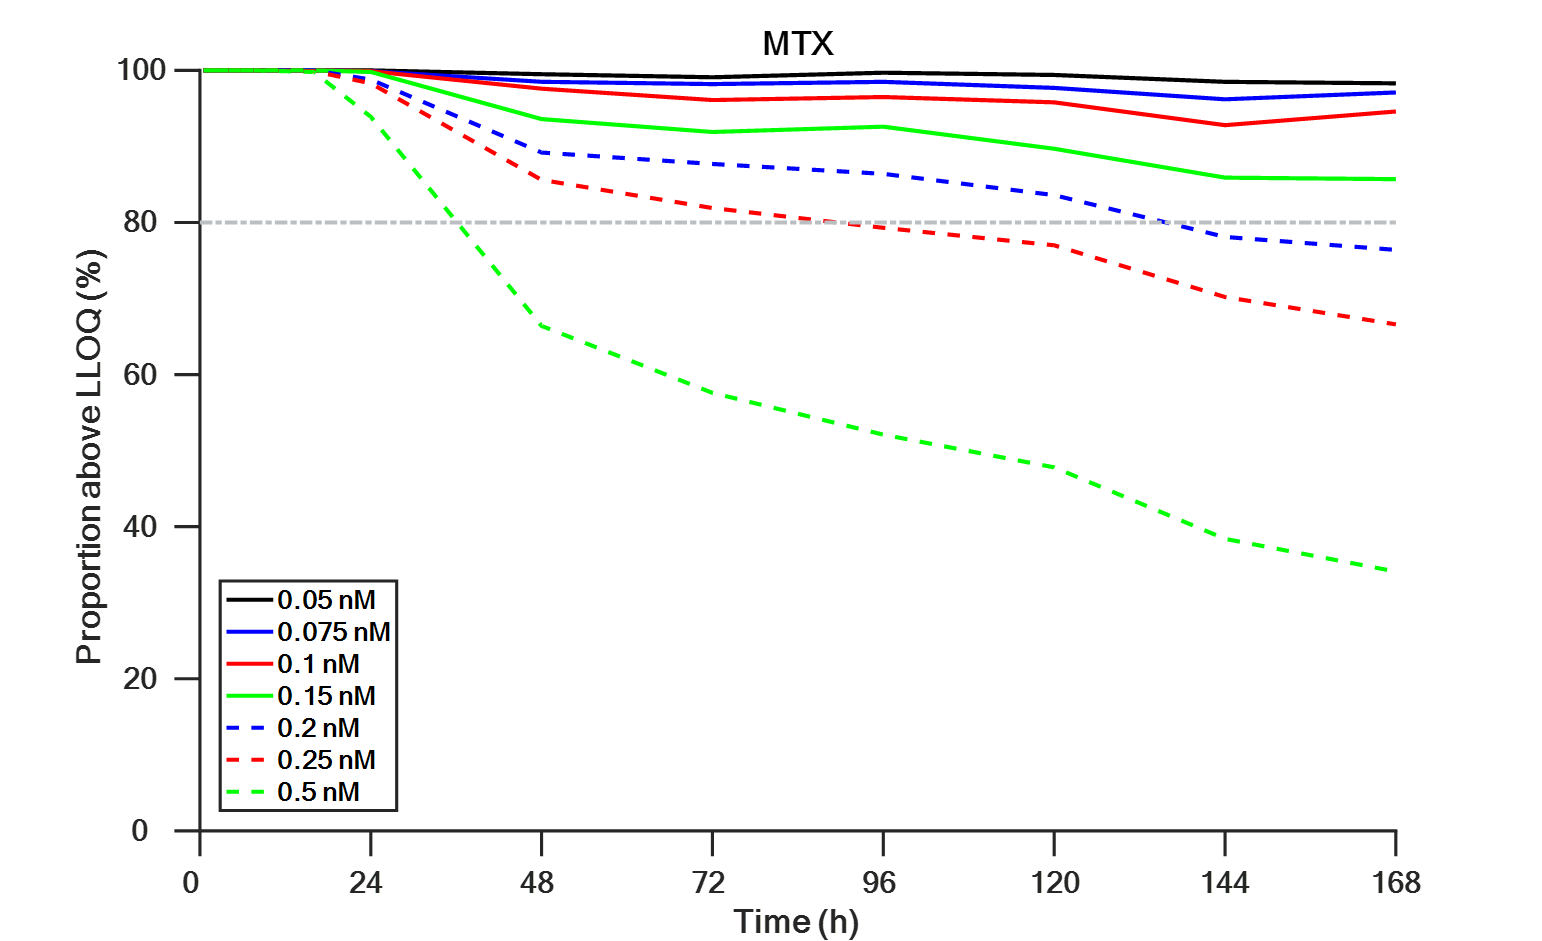 MTX
100
80
60
40
20
0
Proportion above LLOQ (%)
0.05 nM
0.075 nM
0.1 nM
0.15 nM
0.2 nM
0.25 nM
0.5 nM
0 24 48 72 96 120 144 168
Time (h)